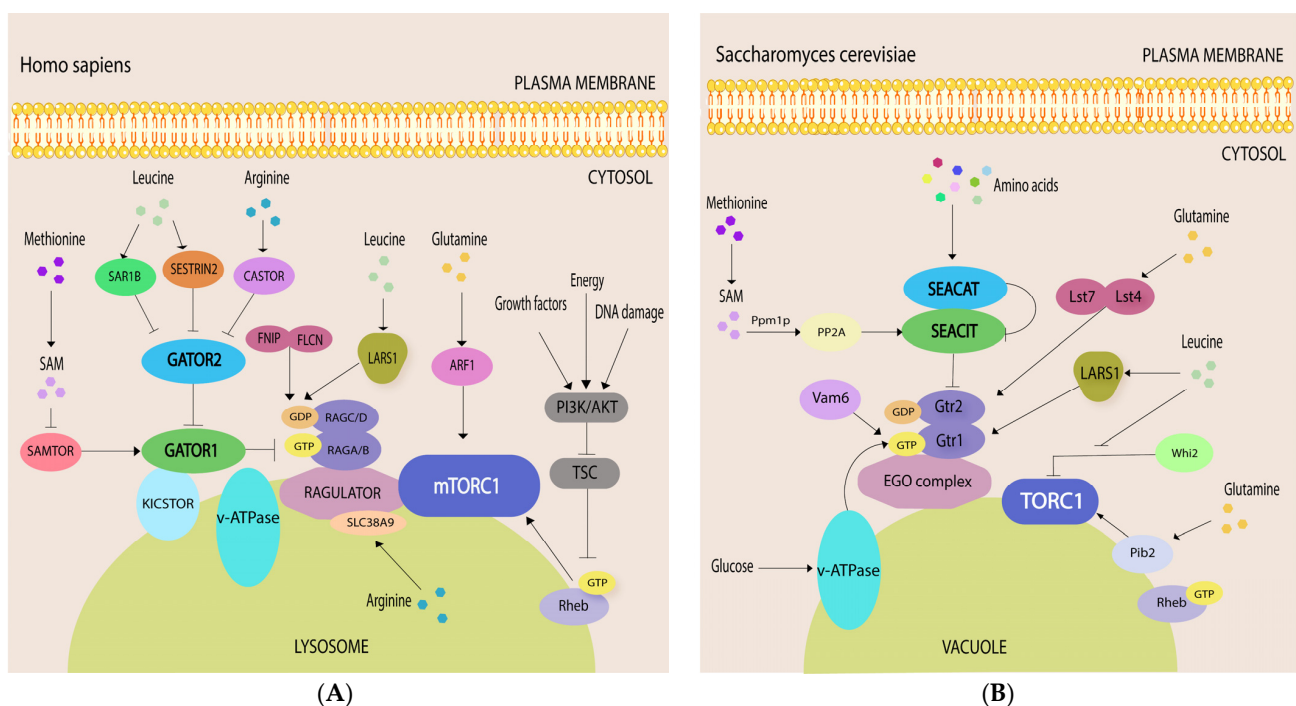 Homo sapiens
PLASMA MEMBRANE
CYTOSOL
Leucine
Arginine
Methionine
Leucine
Glutamine
Energy
Growth factors
DNA damage
SAR1B
SESTRIN2
CASTOR
FNIP
FLCN
LARS1
ARF1
SAM
GATOR2
PI3K/AKT
GDP
RAGC/D
GTP
RAGA/B
SAMTOR
GATOR1
TSC
KICSTOR
v-ATPase
RAGULATOR
mTORC1
SLC38A9
GTP
Rheb
Arginine
LYSOSOME
(A)
Saccharomyces cerevisiae
PLASMA MEMBRANE
CYTOSOL
Amino acids
Methionine
Glutamine
SEACAT
Lst7
Lst4
SAM
Ppm1p
PP2A
SEACIT
Leucine
LARS1
Vam6
GDP
Gtr2
GTP
Gtr1
Whi2
EGO complex
TORC1
Glutamine
Pib2
Glucose
v-ATPase
Rheb
GTP
VACUOLE
(B)